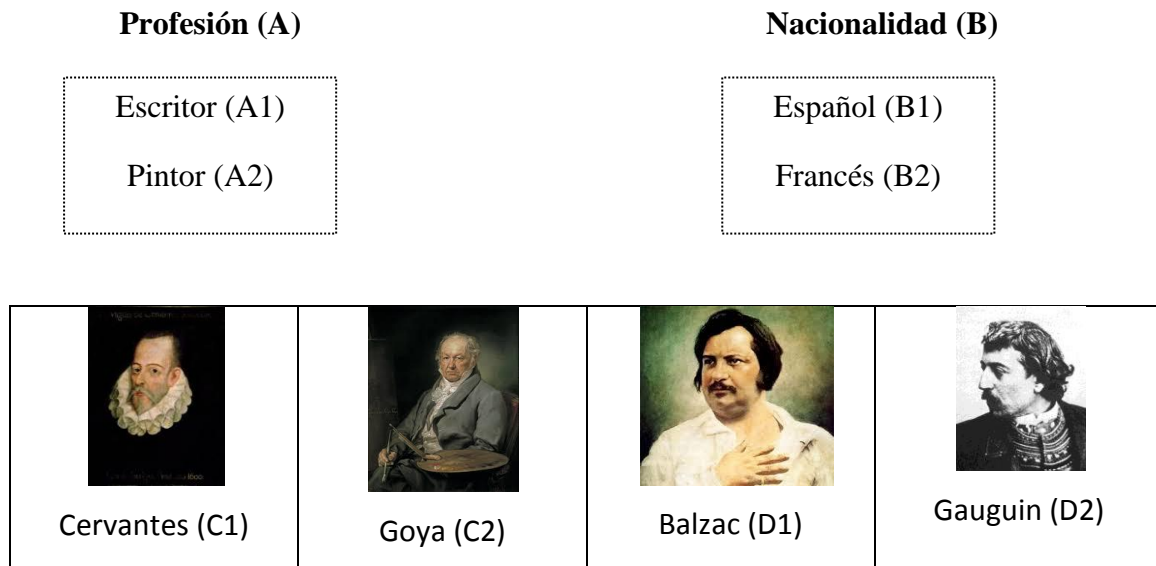 Profesión (A)
Nacionalidad (B)
Escritor (A1)
Pintor (A2)
Español (B1)
Francés (B2)
Cervantes (C1)
Goya (C2)
Balzac (D1)
Gauguin (D2)